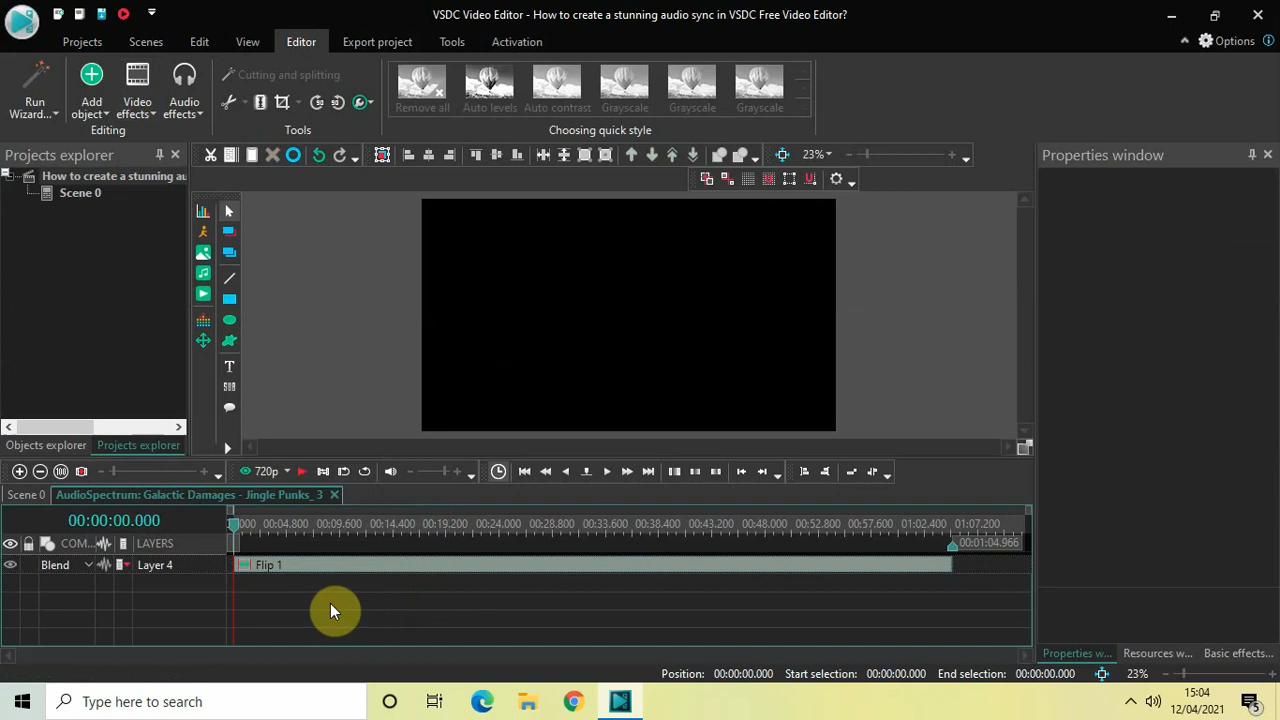 VSDC Video Editor - How to create a stunning audio sync in VSDC Free Video Editor?
Projects Scenes Edit View Editor Export project Tools Activation Options
Run Wizard... Add object Video effects Audio effects
Cutting and splitting
Remove all Auto levels Auto contrast Grayscale Grayscale Grayscale
Editing Tools Choosing quick style
Projects explorer 23% Properties window
How to create a stunning au
Scene 0
T
SUB
Objects explorer Projects explorer
720p
Scene 0 AudioSpectrum: Galactic Damages - Jingle Punks_ 3
00:00:00.000 000 00:04.800 00:09.600 00:14.400 00:19.200 00:24.000 00:28.800 00:33.600 00:38.400 00:43.200 00:48.000 00:52.800 00:57.600 01:02.400 01:07.200
COM... LAYERS 00:01:04.966
Blend Layer 4 Flip 1
Properties w... Resources w... Basic effects...
Position: 00:00:00.000 Start selection: 00:00:00.000 End selection: 00:00:00.000 23%
Type here to search 15:04
12/04/2021 5